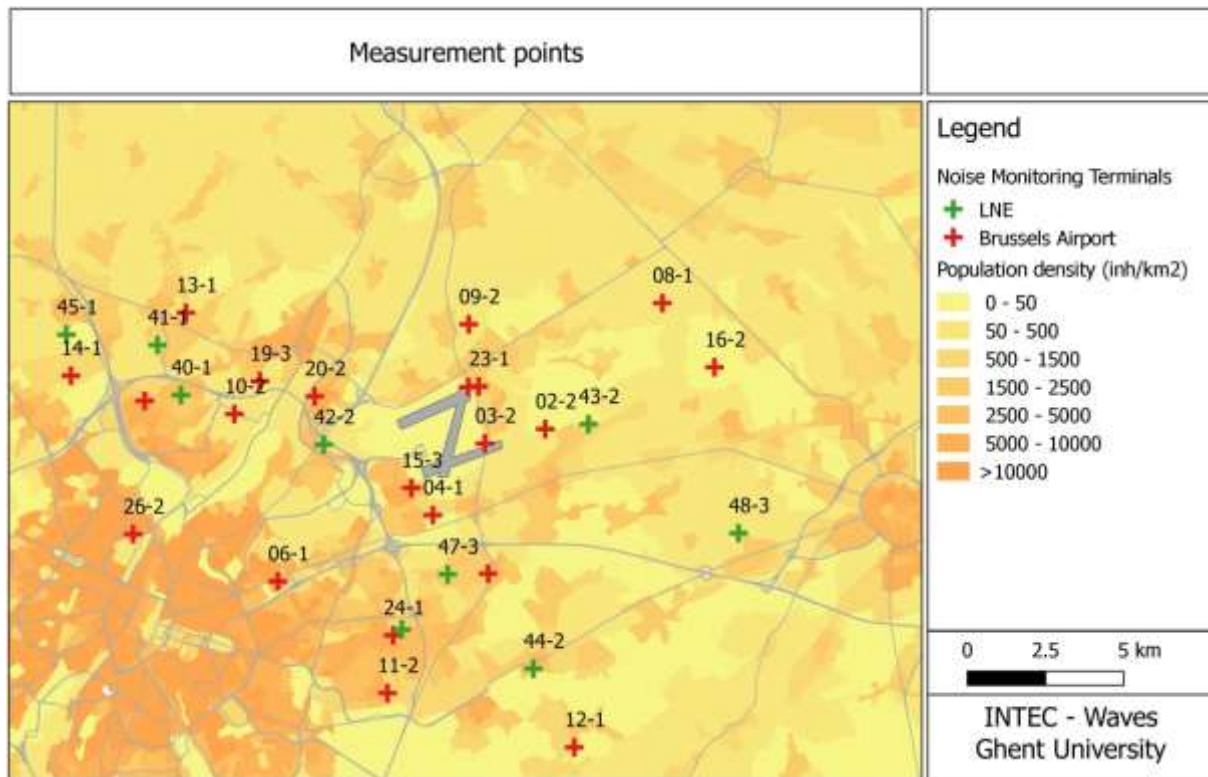 Measurement points
Legend
Noise Monitoring Terminals
LNE
Brussels Airport
Population density (inh/km2)
0 - 50
50 - 500
500 - 1500
1500 - 2500
2500 - 5000
5000 - 10000
>10000
0 2.5 5 km
INTEC - Waves
Ghent University
08-1
13-1
09-2
45-1
41-1
16-2
14-1
19-3
23-1
40-1
20-2
10-2
02-2
43-2
42-2
03-2
15-3
04-1
26-2
48-3
06-1
47-3
24-1
44-2
11-2
12-1